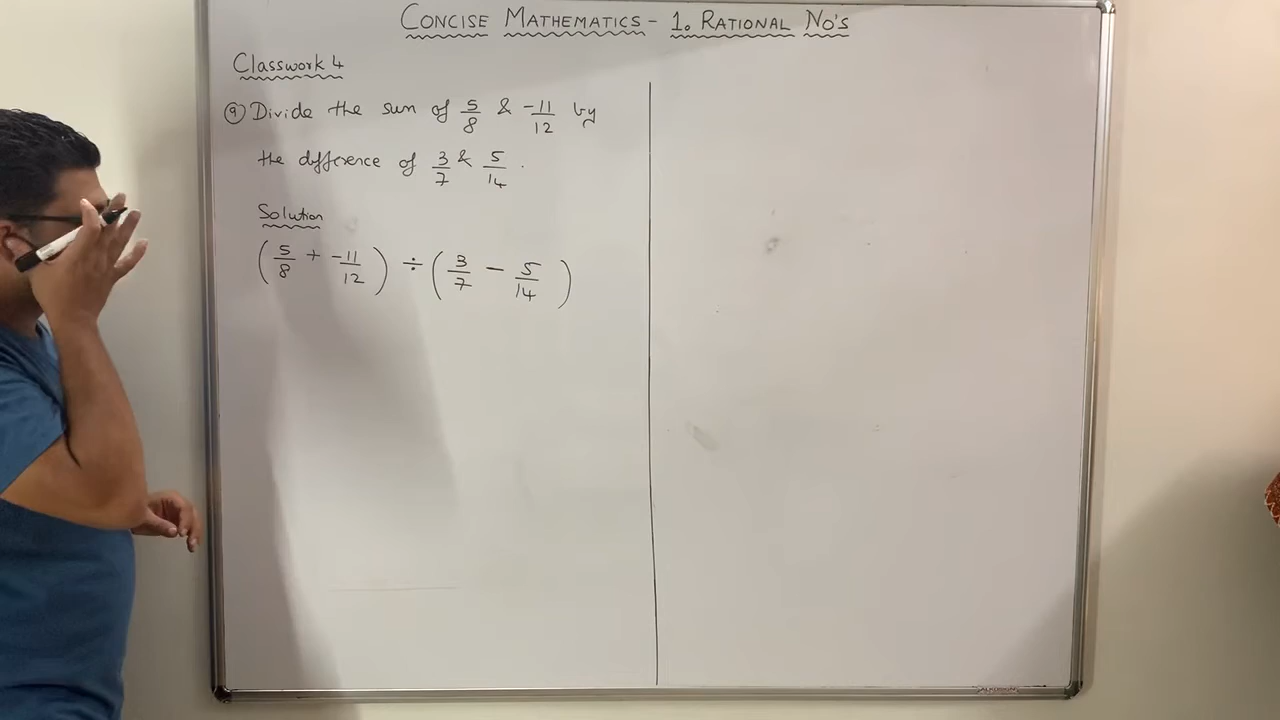 CONCISE MATHEMATICS - 1. RATIONAL NO'S
Classwork 4
(9) Divide the sum of 5/8 & -11/12 by
the difference of 3/7 & 5/14 .
Solution
(5/8 + -11/12) ÷ (3/7 - 5/14)